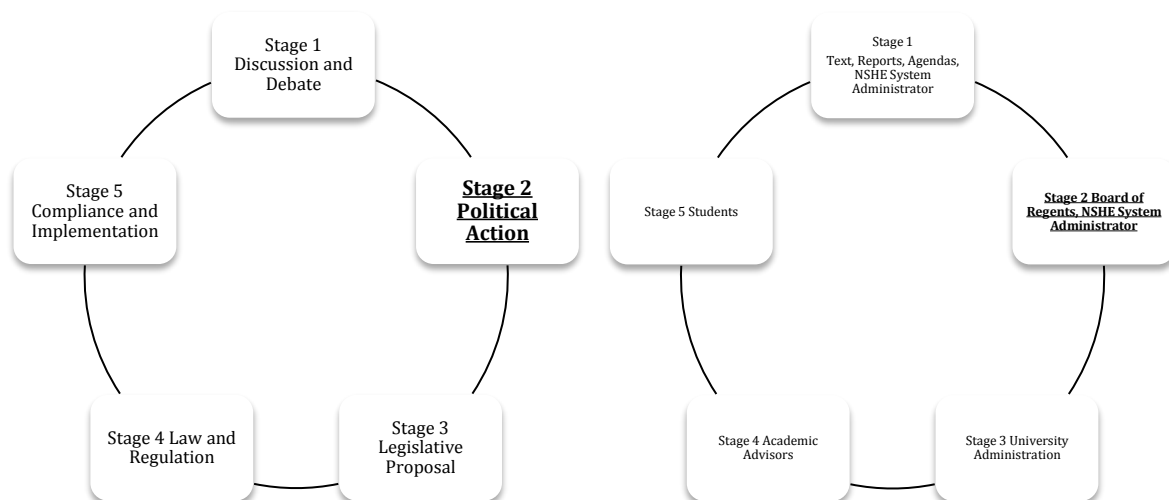 Stage 1
Discussion and
Debate
Stage 2
Political
Action
Stage 3
Legislative
Proposal
Stage 4 Law and
Regulation
Stage 5
Compliance and
Implementation
Stage 1
Text, Reports, Agendas,
NSHE System
Administrator
Stage 2 Board of
Regents, NSHE System
Administrator
Stage 3 University
Administration
Stage 4 Academic
Advisors
Stage 5 Students